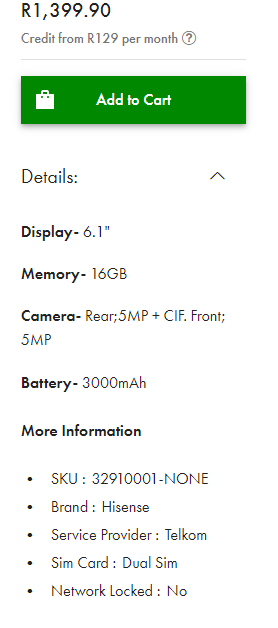 R1,399.90
Credit from R129 per month ?
Add to Cart
Details:
Display- 6.1"
Memory- 16GB
Camera- Rear;5MP + CIF. Front;
5MP
Battery- 3000mAh
More Information
• SKU : 32910001-NONE
• Brand : Hisense
• Service Provider : Telkom
• Sim Card : Dual Sim
• Network Locked : No